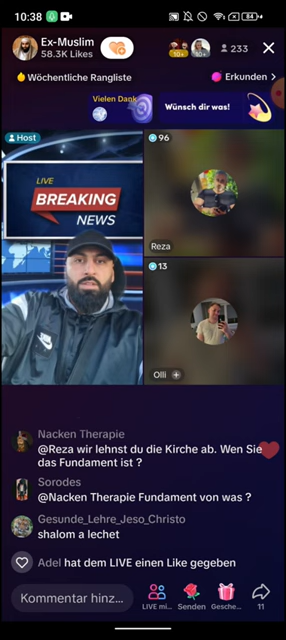 10:38
84
Ex-Muslim
58.3K Likes
10+
10+
233
Wöchentliche Rangliste
Erkunden >
Vielen Dank
Wünsch dir was!
Host
LIVE
BREAKING
NEWS
96
Reza
13
Olli
Nacken Therapie
@Reza wir lehnst du die Kirche ab. Wen Sie
das Fundament ist ?
Sorodes
@Nacken Therapie Fundament von was ?
Gesunde_Lehre_Jeso_Christo
shalom a lechet
Adel hat dem LIVE einen Like gegeben
Kommentar hinz...
LIVE mi...
Senden
Gesche...
11